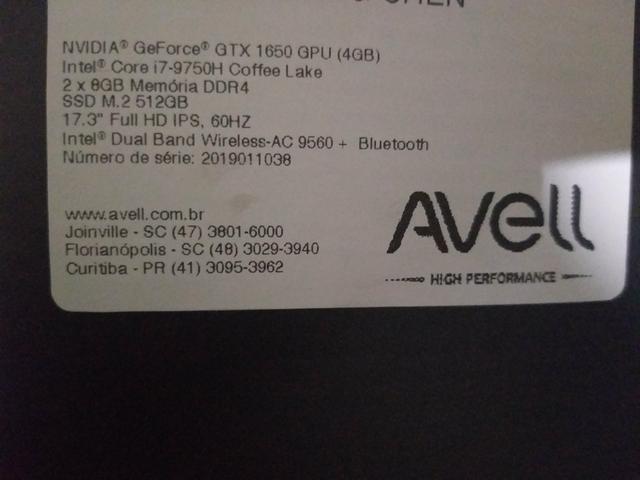 NVIDIA® GeForce® GTX 1650 GPU (4GB)
Intel® Core i7-9750H Coffee Lake
2 x 8GB Memória DDR4
SSD M.2 512GB
17.3" Full HD IPS, 60HZ
Intel® Dual Band Wireless-AC 9560 + Bluetooth
Número de série: 2019011038
www.avell.com.br
Joinville - SC (47) 3801-6000
Florianópolis - SC (48) 3029-3940
Curitiba - PR (41) 3095-3962
Avell
HIGH PERFORMANCE